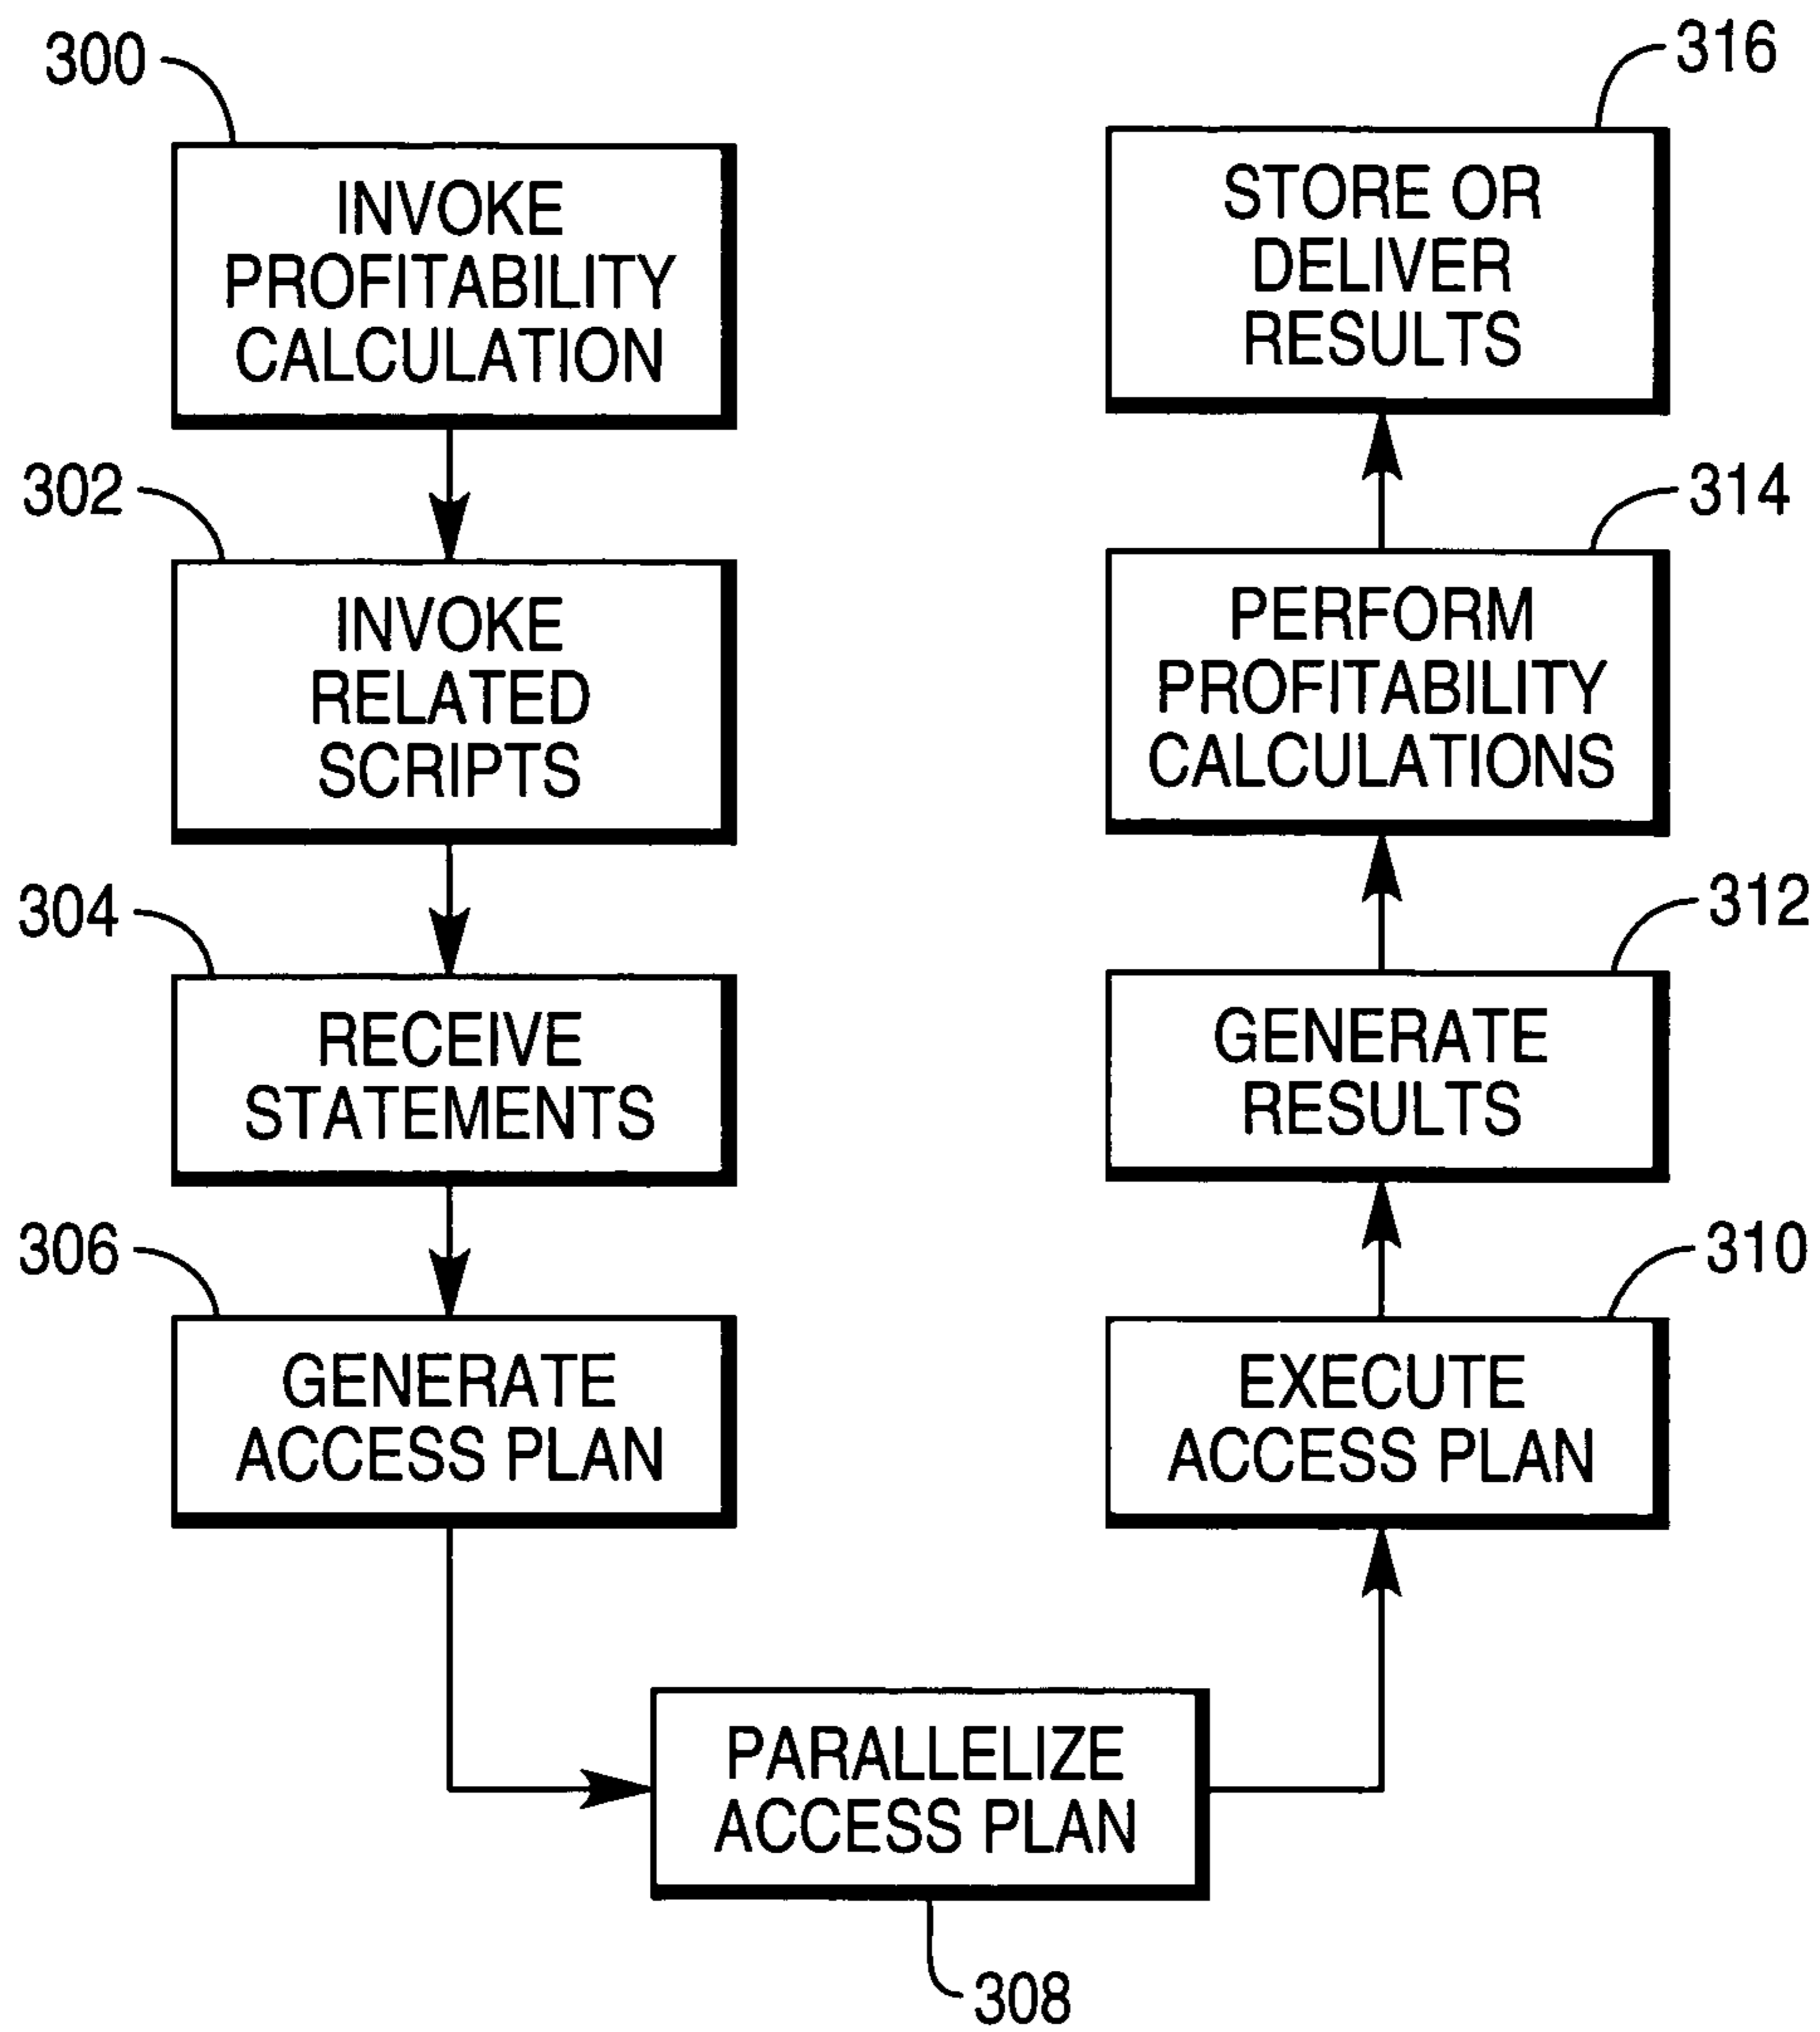 300
INVOKE
PROFITABILITY
CALCULATION
302
INVOKE
RELATED
SCRIPTS
304
RECEIVE
STATEMENTS
306
GENERATE
ACCESS PLAN
PARALLELIZE
ACCESS PLAN
308
310
EXECUTE
ACCESS PLAN
312
GENERATE
RESULTS
314
PERFORM
PROFITABILITY
CALCULATIONS
316
STORE OR
DELIVER
RESULTS